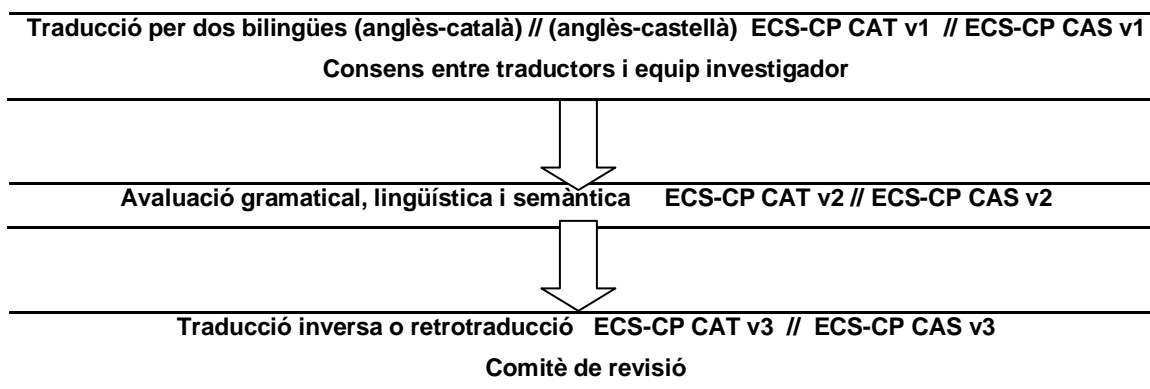 Traducció per dos bilingües (anglès-català) // (anglès-castellà) ECS-CP CAT v1 // ECS-CP CAS v1
Consens entre traductors i equip investigador
Avaluació gramatical, lingüística i semàntica ECS-CP CAT v2 // ECS-CP CAS v2
Traducció inversa o retrotraducció ECS-CP CAT v3 // ECS-CP CAS v3
Comitè de revisió